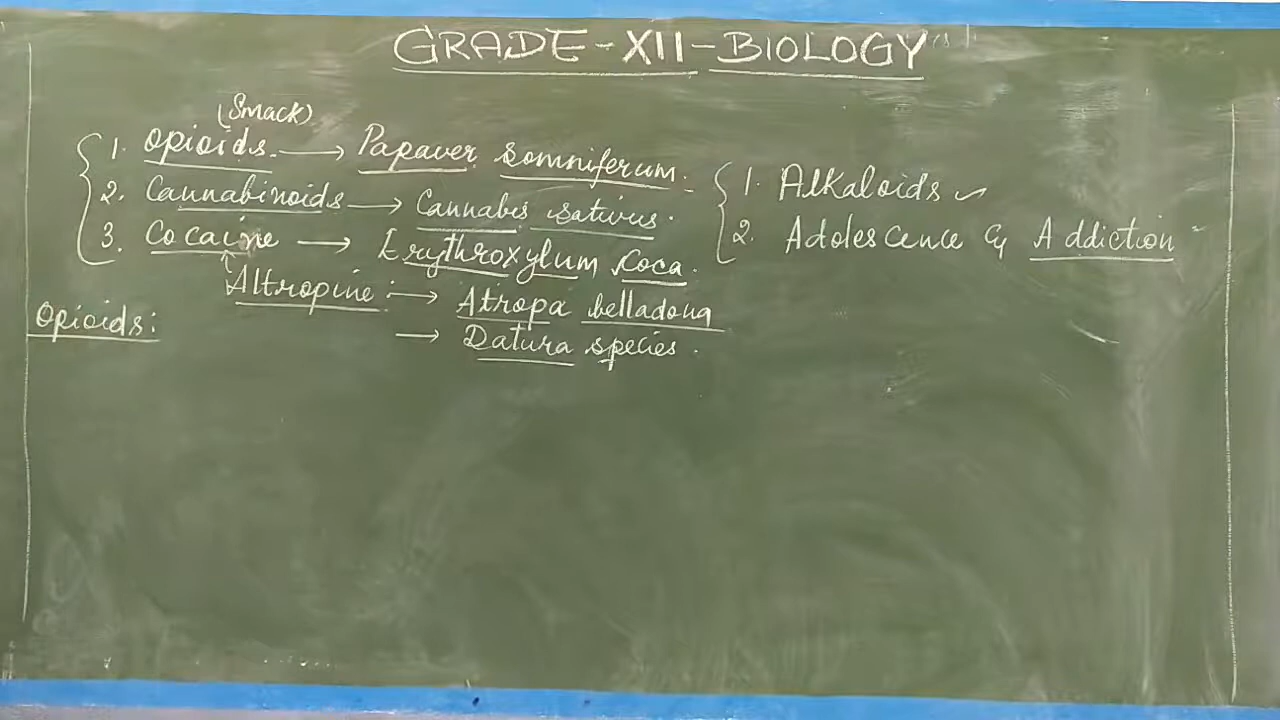 GRADE-XII-BIOLOGY
(Smack)
1. Opioids. → Papaver Somniferum.
2. Cannabinoids → Cannabis sativus.
3. Cocaine → Erythroxylum Koca.
Altropine: → Atropa belladona
→ Datura species.
1. Alkaloids ✓
2. Adolescence & Addiction
Opioids: